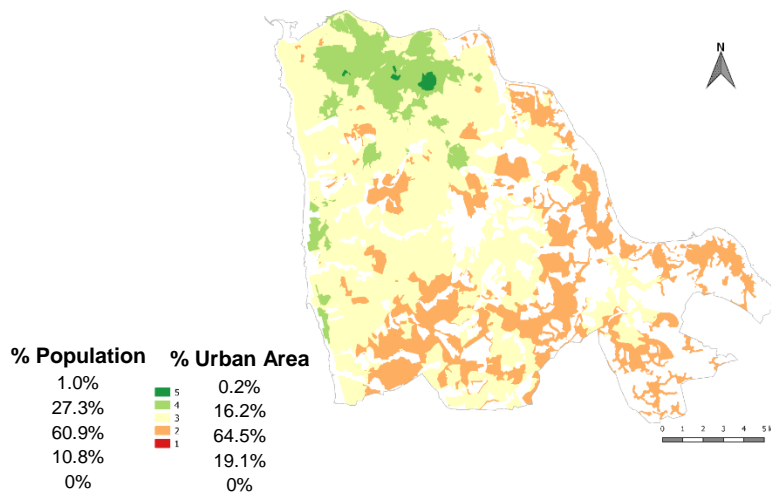 N
% Population % Urban Area
1.0% 5 0.2%
27.3% 4 16.2%
60.9% 3 64.5%
10.8% 2 19.1%
0% 1 0%
0 1 2 3 4 5 k